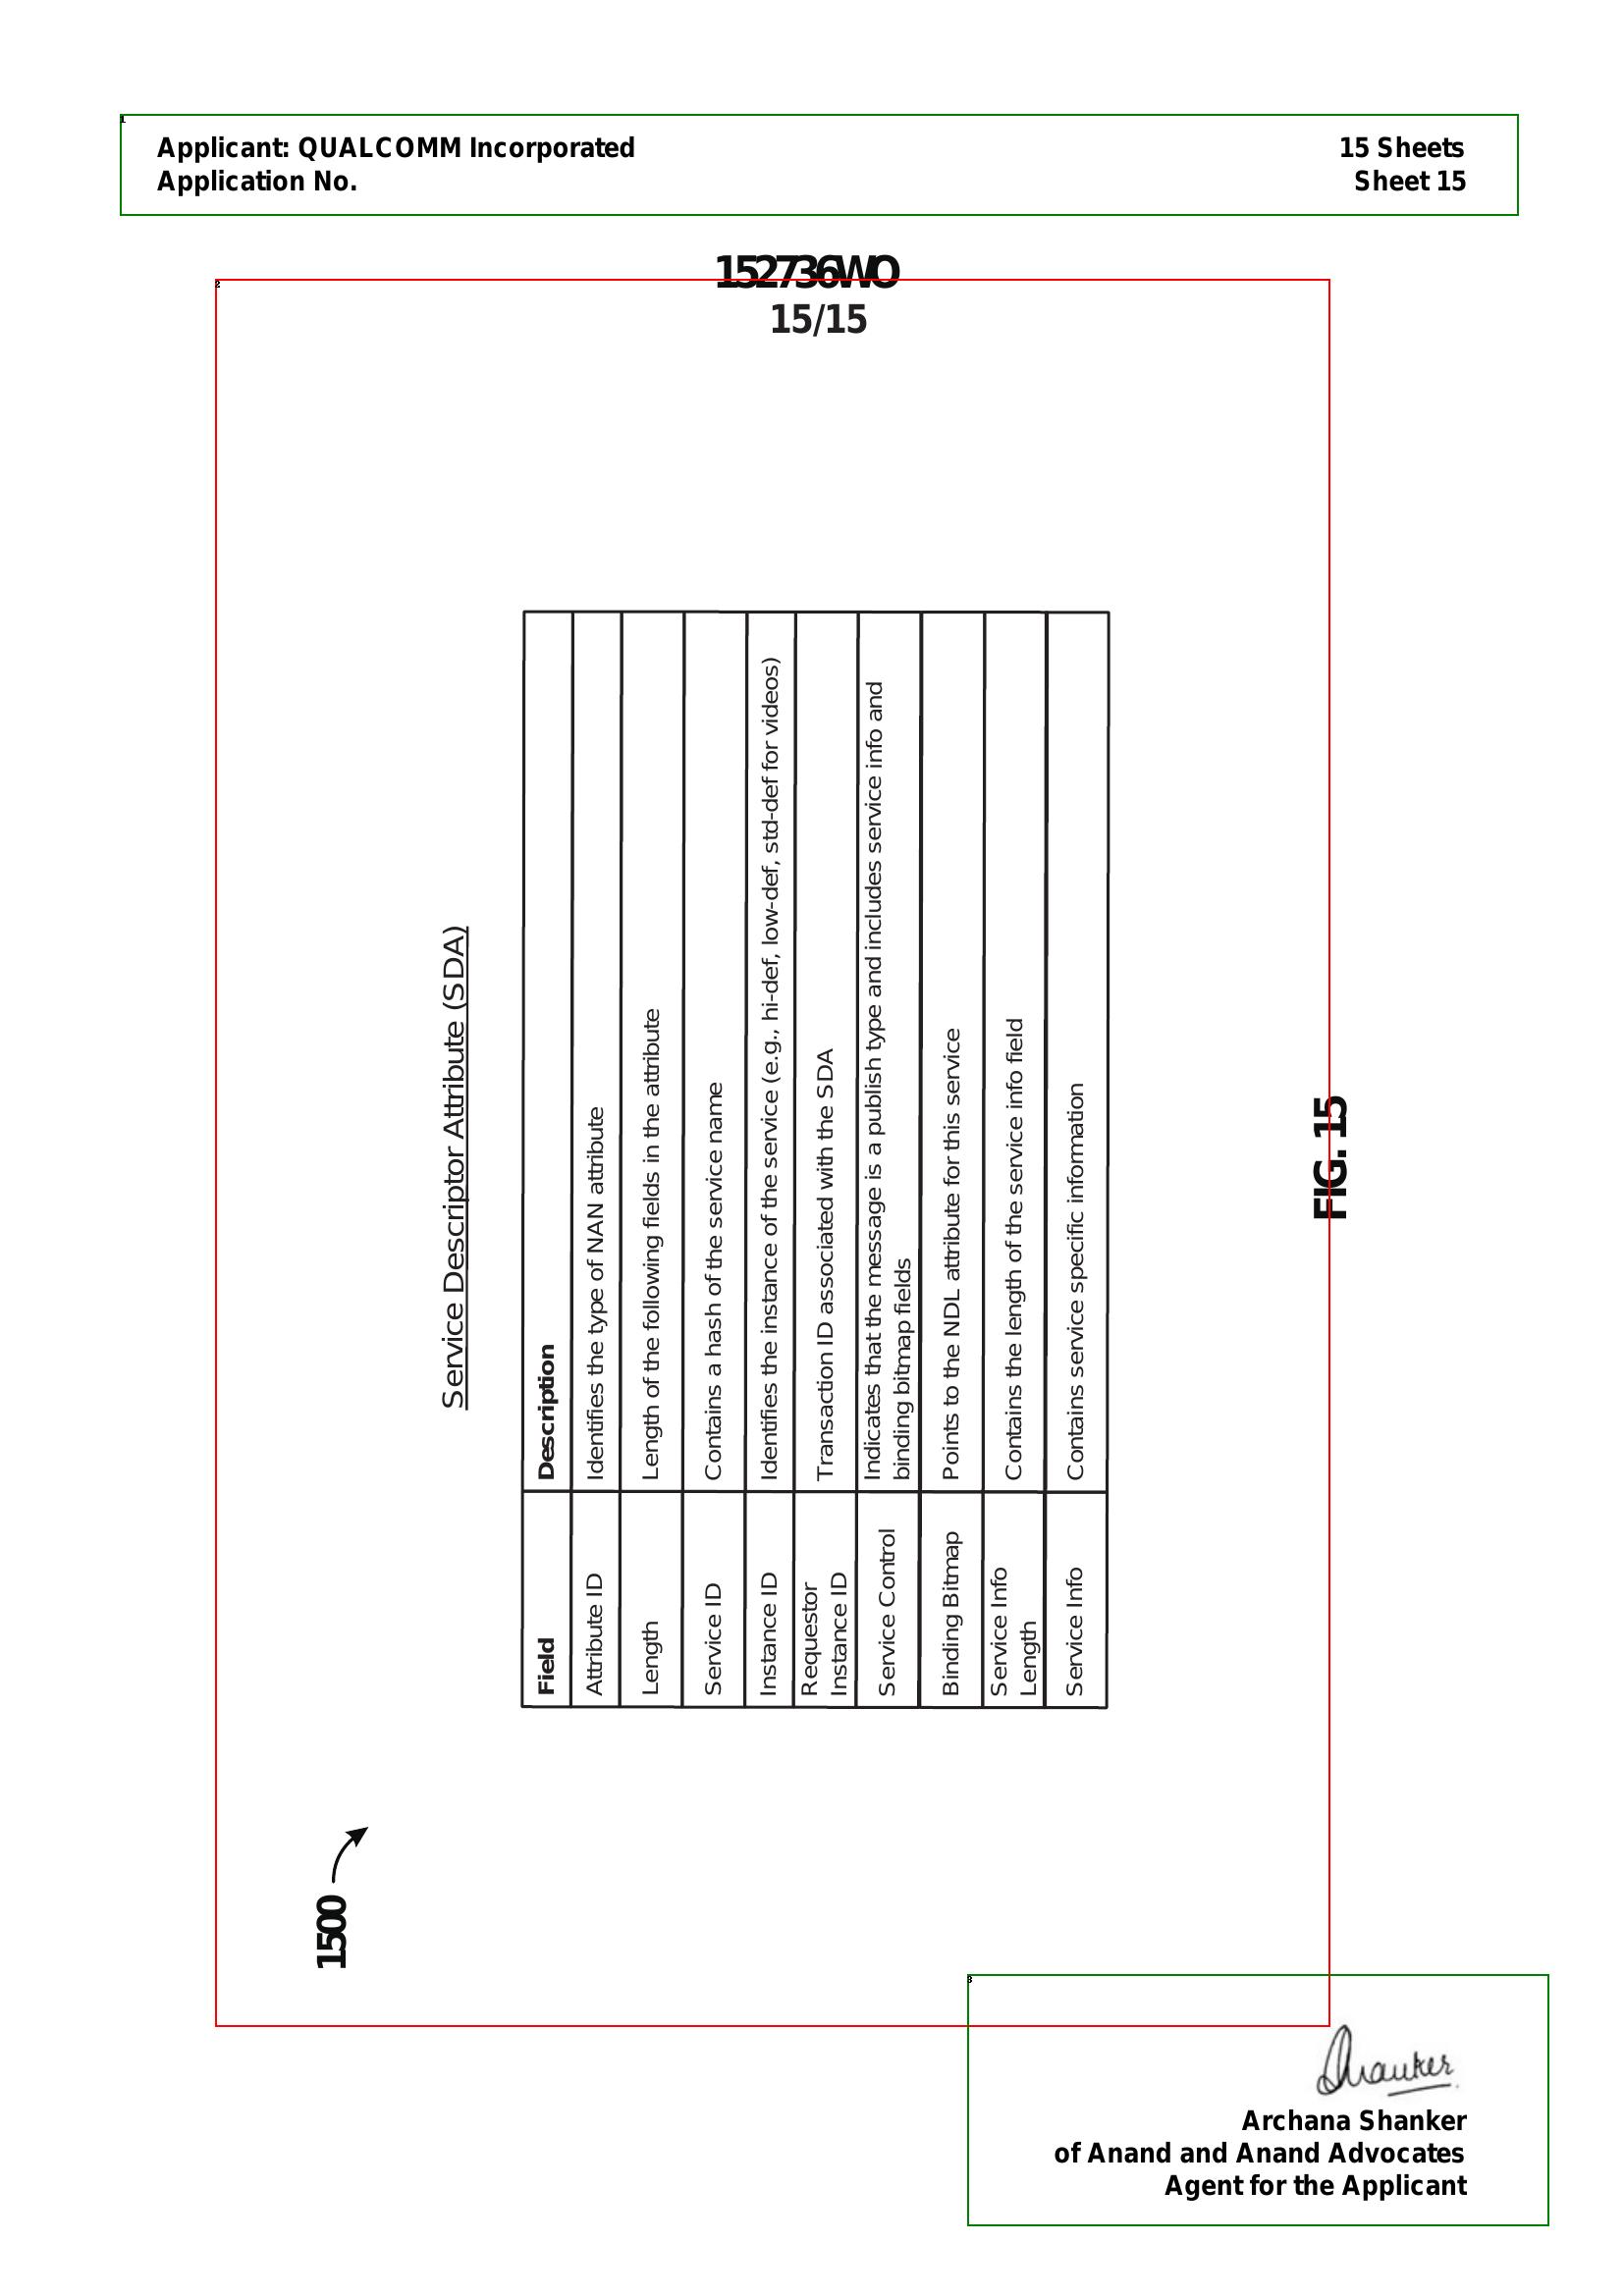 Applicant: QUALCOMM Incorporated
15 Sheets
Application No.
Sheet 15
152736WO
15/15
1500
Service Descriptor Attribute (SDA)
Field
Description
Attribute ID
Identifies the type of NAN attribute
Length
Length of the following fields in the attribute
Service ID
Contains a hash of the service name
Instance ID
Identifies the instance of the service (e.g., hi-def, low-def, std-def for videos)
Requestor
Instance ID
Transaction ID associated with the SDA
Service Control
Indicates that the message is a publish type and includes service info and
binding bitmap fields
Binding Bitmap
Points to the NDL attribute for this service
Service Info
Length
Contains the length of the service info field
Service Info
Contains service specific information
FIG. 15
Shanker
Archana Shanker
of Anand and Anand Advocates
Agent for the Applicant
1
2
3